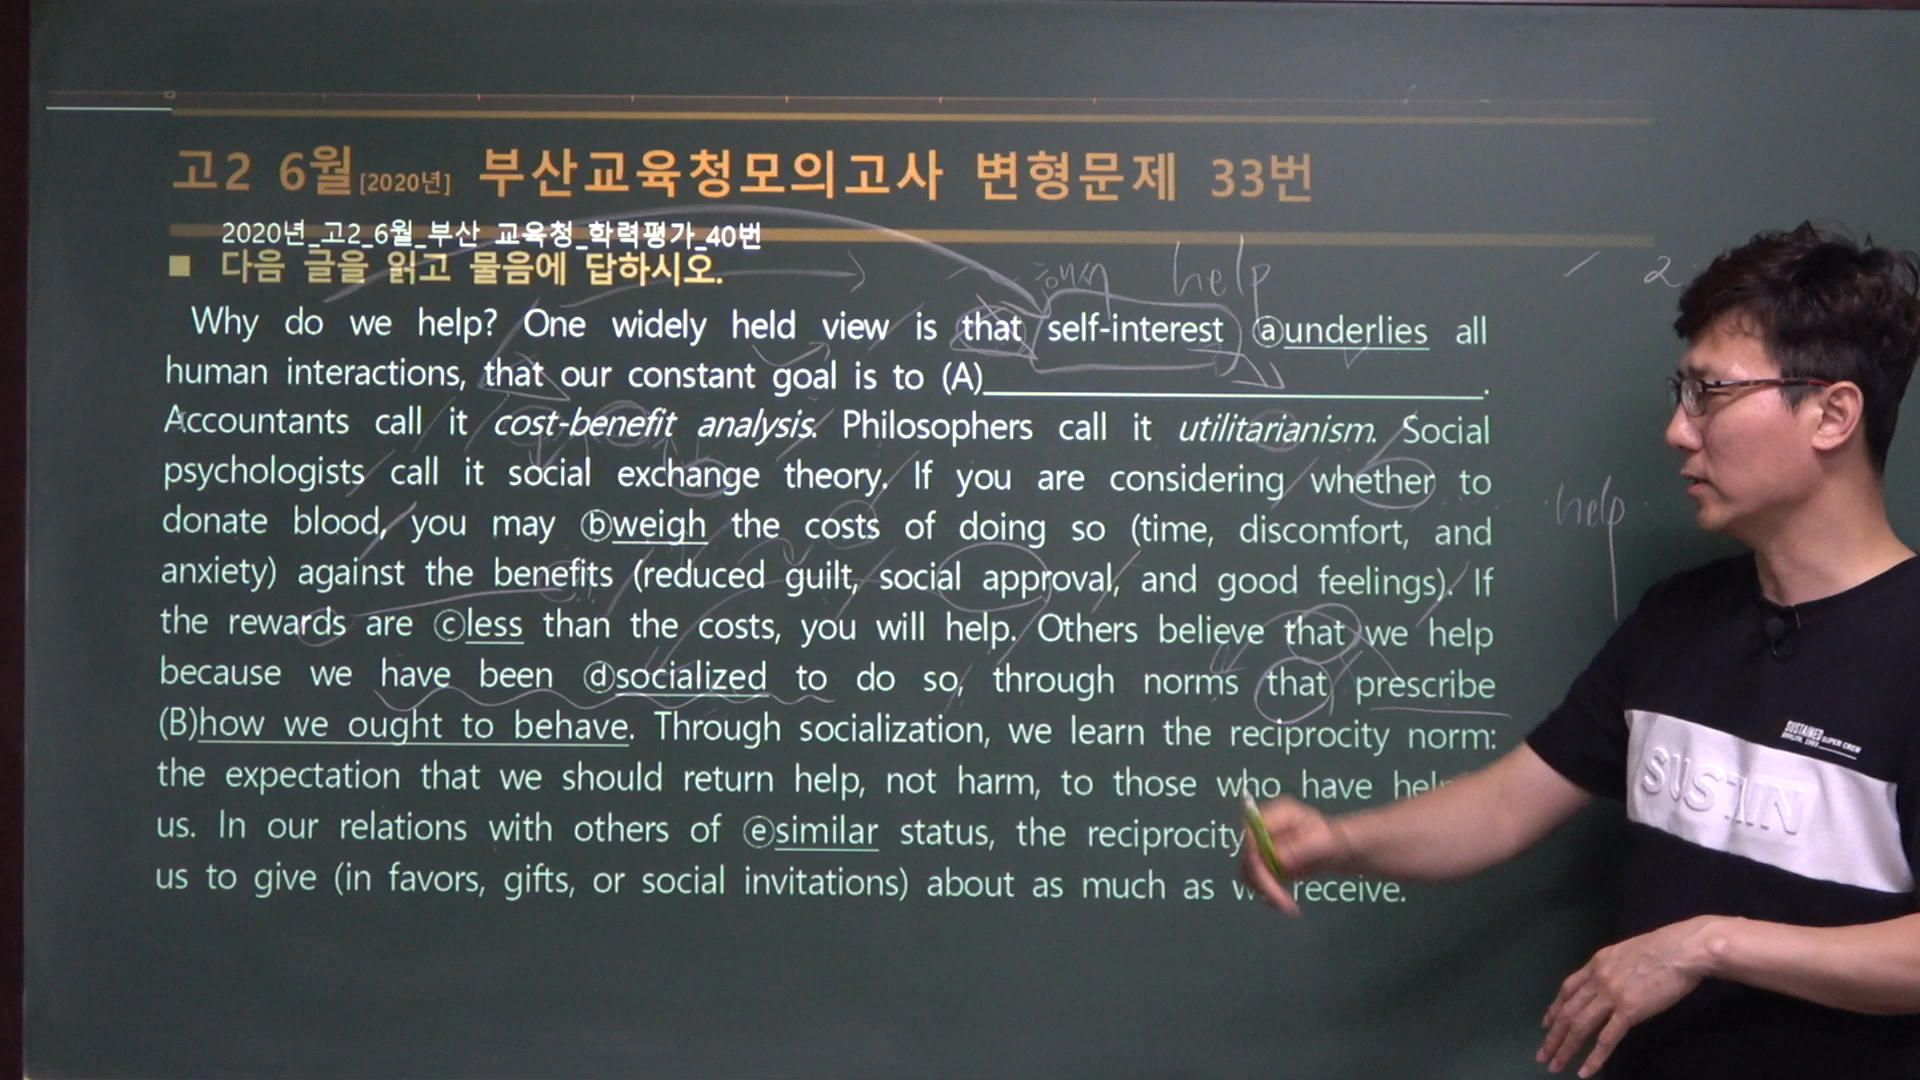 고2 6월[2020년] 부산교육청모의고사 변형문제 33번
2020년_고2_6월_부산 교육청_학력평가_40번
■ 다음 글을 읽고 물음에 답하시오.
해석 help
2
Why do we help? One widely held view is that self-interest ⓐunderlies all
human interactions, that our constant goal is to (A)____________________.
Accountants call it cost-benefit analysis. Philosophers call it utilitarianism. Social
psychologists call it social exchange theory. If you are considering whether to
help
donate blood, you may ⓑweigh the costs of doing so (time, discomfort, and
anxiety) against the benefits (reduced guilt, social approval, and good feelings). If
the rewards are ⓒless than the costs, you will help. Others believe that we help
because we have been ⓓsocialized to do so, through norms that prescribe
(B)how we ought to behave. Through socialization, we learn the reciprocity norm:
the expectation that we should return help, not harm, to those who have
us. In our relations with others of ⓔsimilar status, the reciprocity
us to give (in favors, gifts, or social invitations) about as much as receive.
SUSTAINED SUPER CREW